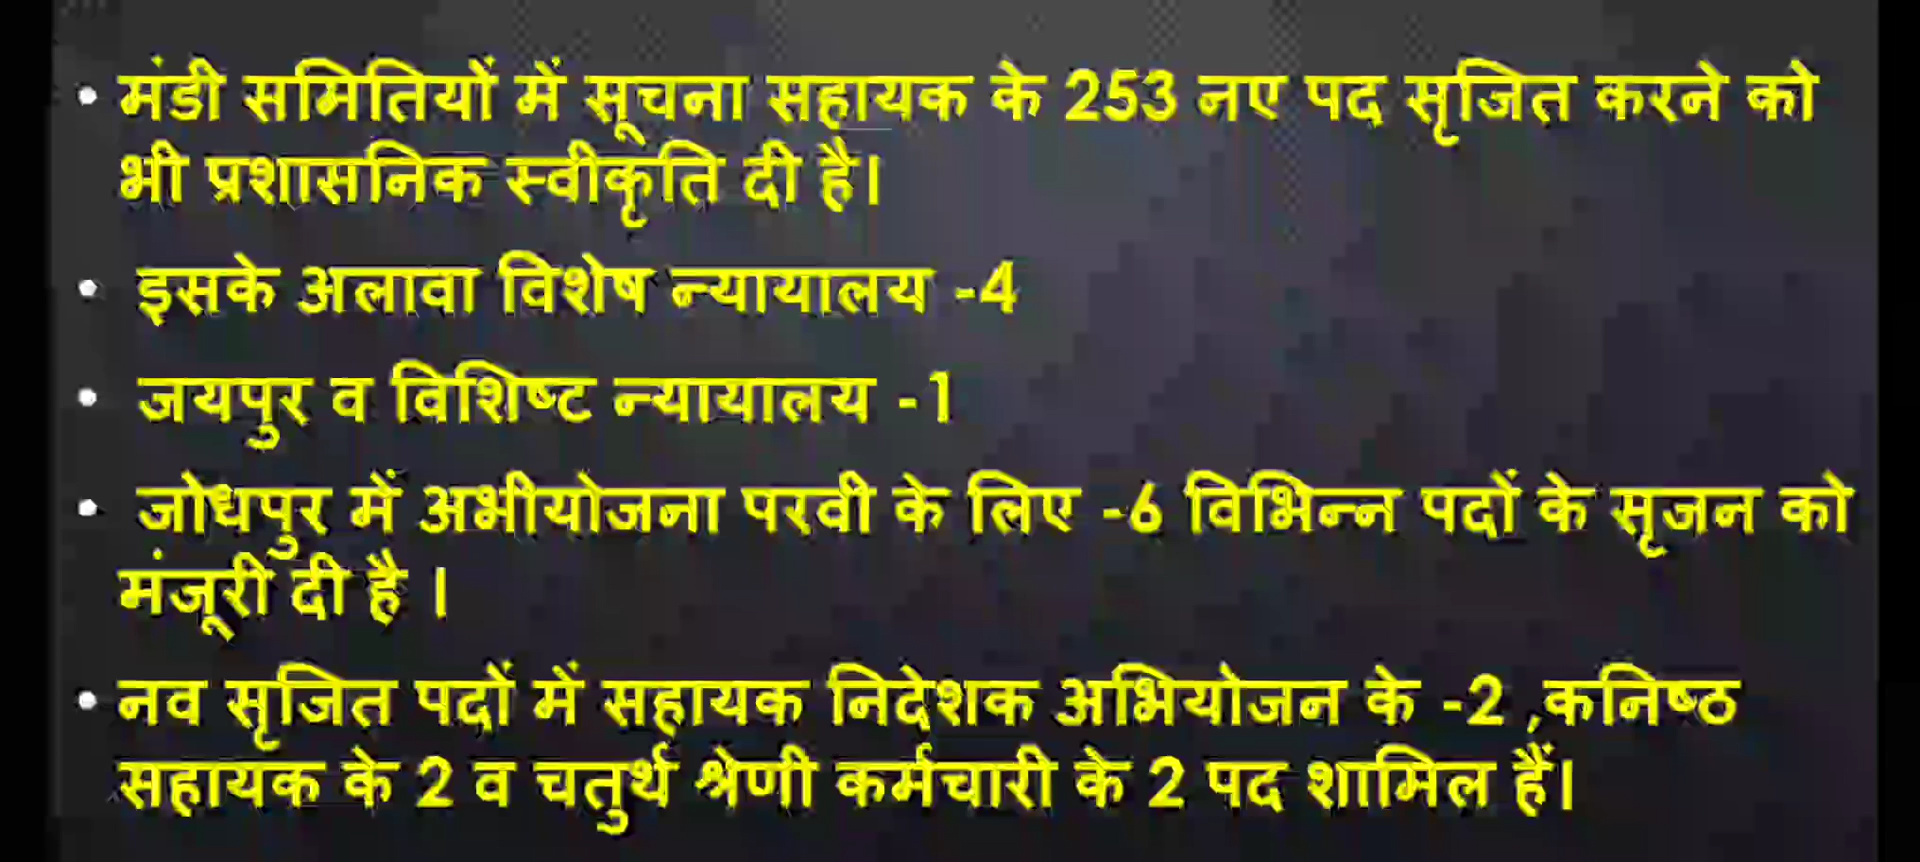 • मंडी समितियों में सूचना सहायक के 253 नए पद सृजित करने को
भी प्रशासनिक स्वीकृति दी है।
• इसके अलावा विशेष न्यायालय -4
• जयपुर व विशिष्ट न्यायालय -1
• जोधपुर में अभीयोजना परवी के लिए -6 विभिन्न पदों के सृजन को
मंजूरी दी है ।
• नव सृजित पदों में सहायक निदेशक अभियोजन के -2 ,कनिष्ठ
सहायक के 2 व चतुर्थ श्रेणी कर्मचारी के 2 पद शामिल हैं।